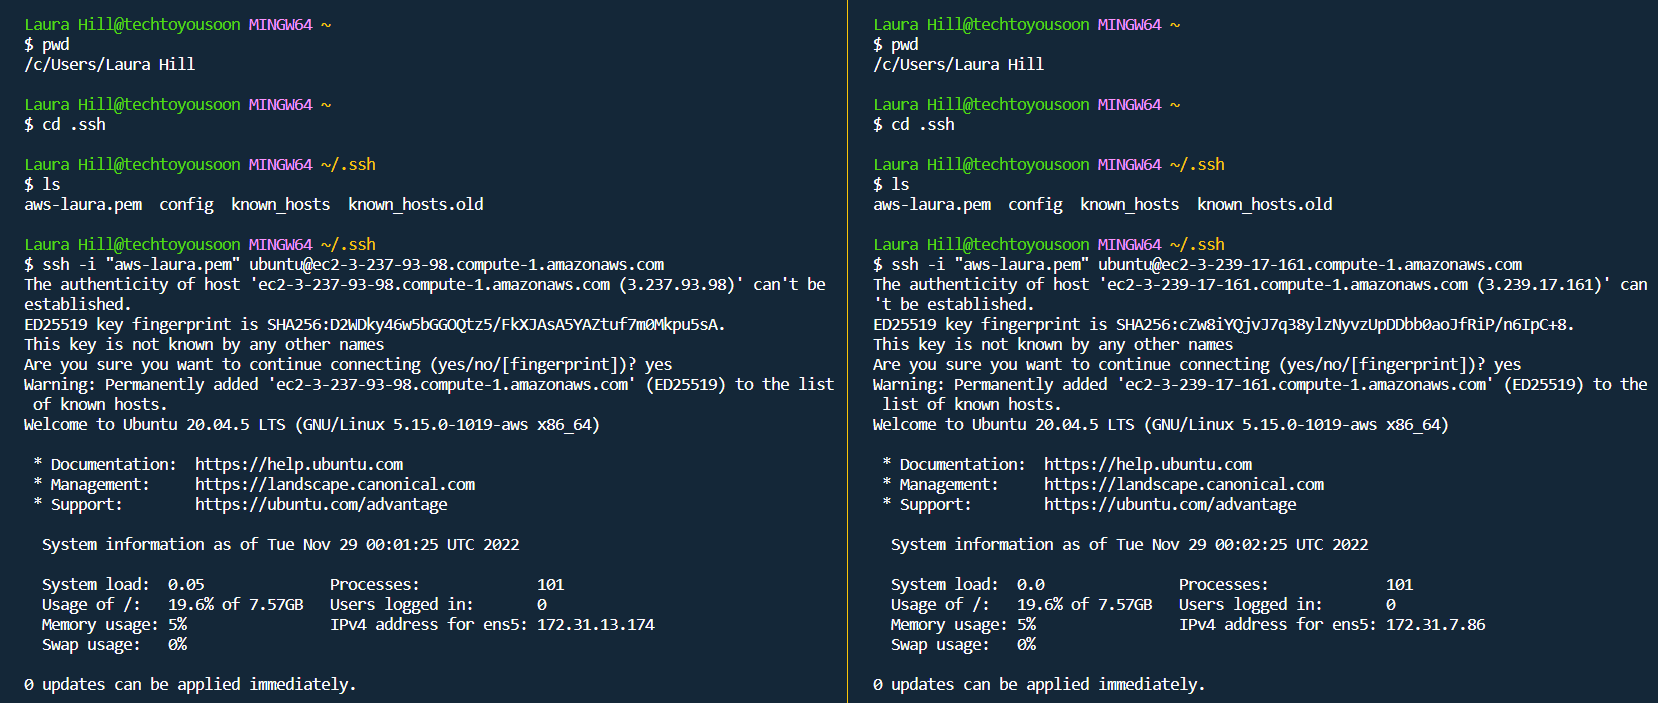 Laura Hill@techtoyousoon MINGW64 ~
$ pwd
/c/Users/Laura Hill

Laura Hill@techtoyousoon MINGW64 ~
$ cd .ssh

Laura Hill@techtoyousoon MINGW64 ~/.ssh
$ ls
aws-laura.pem  config  known_hosts  known_hosts.old

Laura Hill@techtoyousoon MINGW64 ~/.ssh
$ ssh -i "aws-laura.pem" ubuntu@ec2-3-237-93-98.compute-1.amazonaws.com
The authenticity of host 'ec2-3-237-93-98.compute-1.amazonaws.com (3.237.93.98)' can't be
established.
ED25519 key fingerprint is SHA256:D2WDky46w5bGGOQtz5/FkXJAsA5YAZtuf7m0Mkpu5sA.
This key is not known by any other names
Are you sure you want to continue connecting (yes/no/[fingerprint])? yes
Warning: Permanently added 'ec2-3-237-93-98.compute-1.amazonaws.com' (ED25519) to the list
 of known hosts.
Welcome to Ubuntu 20.04.5 LTS (GNU/Linux 5.15.0-1019-aws x86_64)

 * Documentation:  https://help.ubuntu.com
 * Management:     https://landscape.canonical.com
 * Support:        https://ubuntu.com/advantage

  System information as of Tue Nov 29 00:01:25 UTC 2022

  System load:  0.05              Processes:             101
  Usage of /:   19.6% of 7.57GB   Users logged in:       0
  Memory usage: 5%                IPv4 address for ens5: 172.31.13.174
  Swap usage:   0%

0 updates can be applied immediately.

Laura Hill@techtoyousoon MINGW64 ~
$ pwd
/c/Users/Laura Hill

Laura Hill@techtoyousoon MINGW64 ~
$ cd .ssh

Laura Hill@techtoyousoon MINGW64 ~/.ssh
$ ls
aws-laura.pem  config  known_hosts  known_hosts.old

Laura Hill@techtoyousoon MINGW64 ~/.ssh
$ ssh -i "aws-laura.pem" ubuntu@ec2-3-239-17-161.compute-1.amazonaws.com
The authenticity of host 'ec2-3-239-17-161.compute-1.amazonaws.com (3.239.17.161)' can
't be established.
ED25519 key fingerprint is SHA256:cZw8iYQjvJ7q38ylzNyvzUpDDbb0aoJfRiP/n6IpC+8.
This key is not known by any other names
Are you sure you want to continue connecting (yes/no/[fingerprint])? yes
Warning: Permanently added 'ec2-3-239-17-161.compute-1.amazonaws.com' (ED25519) to the
 list of known hosts.
Welcome to Ubuntu 20.04.5 LTS (GNU/Linux 5.15.0-1019-aws x86_64)

 * Documentation:  https://help.ubuntu.com
 * Management:     https://landscape.canonical.com
 * Support:        https://ubuntu.com/advantage

  System information as of Tue Nov 29 00:02:25 UTC 2022

  System load:  0.0               Processes:             101
  Usage of /:   19.6% of 7.57GB   Users logged in:       0
  Memory usage: 5%                IPv4 address for ens5: 172.31.7.86
  Swap usage:   0%

0 updates can be applied immediately.